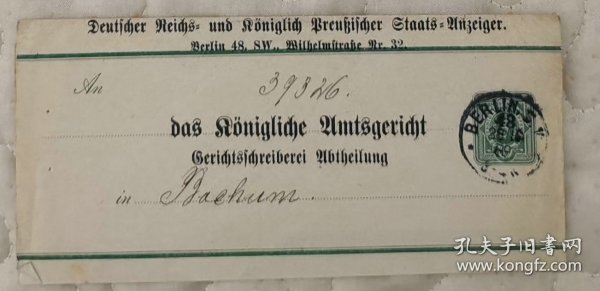 Deutscher Reichs- und Königlich Preußischer Staats-Anzeiger.
Berlin 48, SW., Wilhelmstraße Nr. 32.
An
39326.
das Königliche Amtsgericht
Gerichtsschreiberei Abtheilung
in Bochum.
BERLIN S.W.
孔夫子旧书网
www.kongfz.com